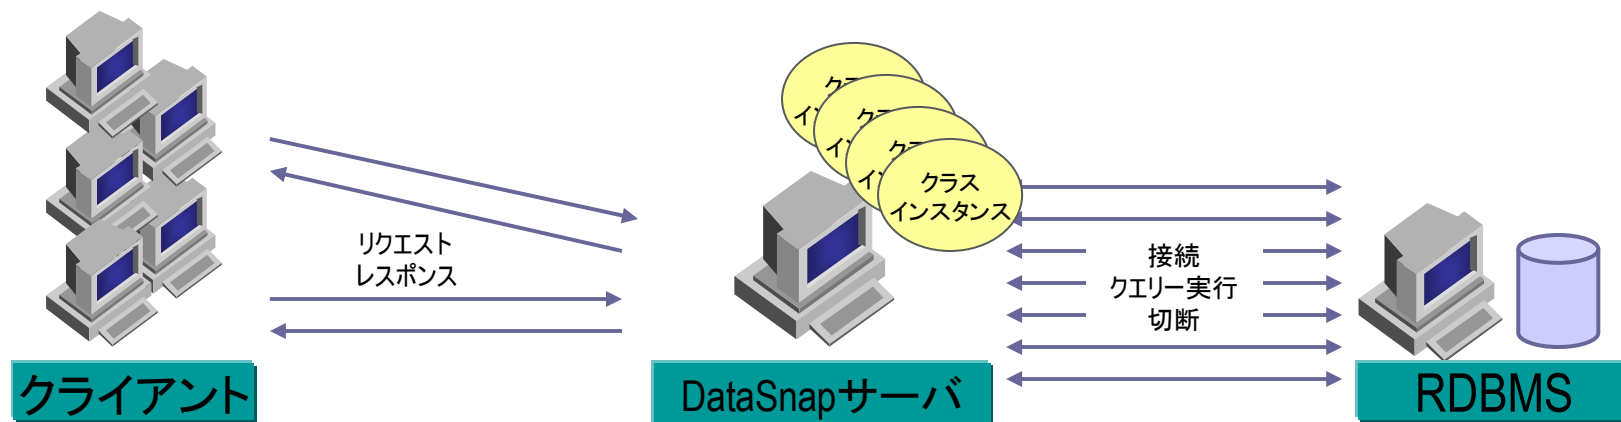 クラス
インスタンス
リクエスト
レスポンス
接続
クエリー実行
切断
クライアント
DataSnapサーバ
RDBMS